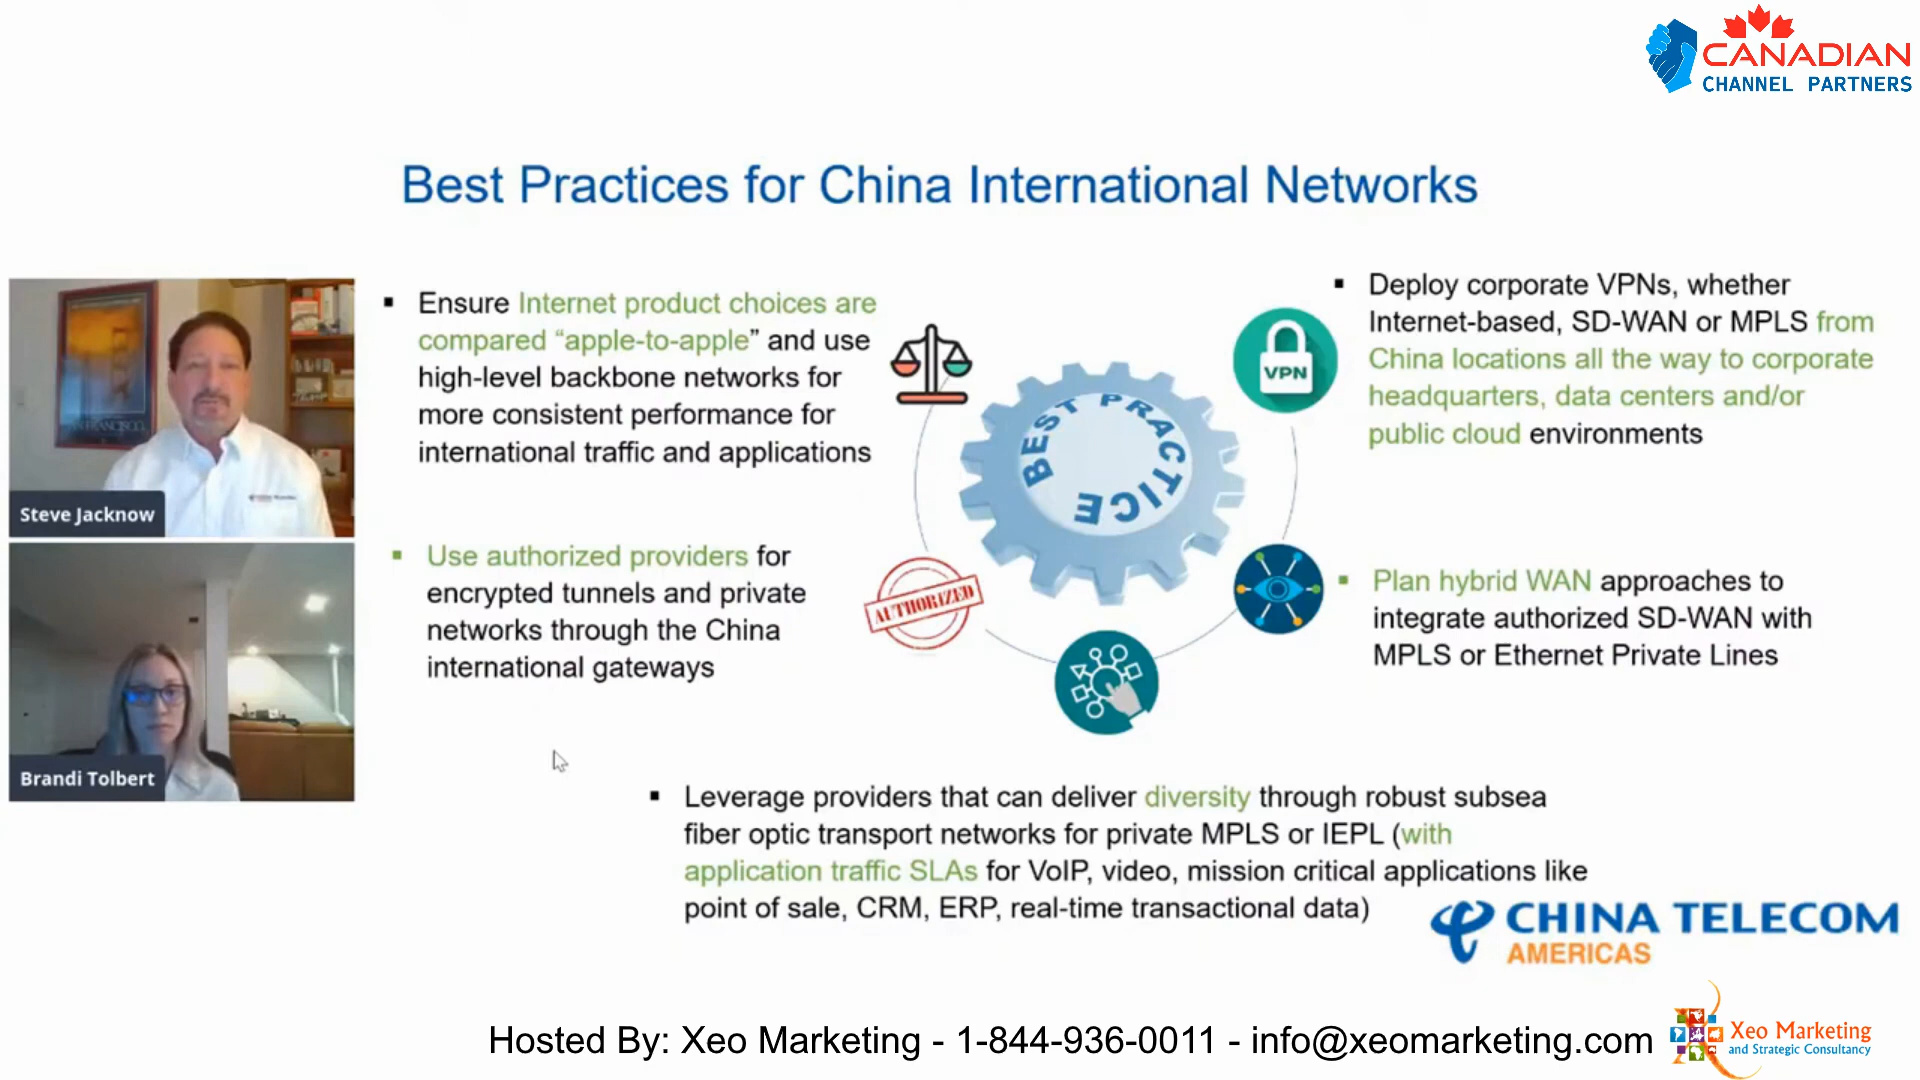 CANADIAN
CHANNEL PARTNERS
Best Practices for China International Networks
Ensure Internet product choices are
compared “apple-to-apple” and use
high-level backbone networks for
more consistent performance for
international traffic and applications
Use authorized providers for
encrypted tunnels and private
networks through the China
international gateways
AUTHORIZED
BEST PRACTICE
VPN
Deploy corporate VPNs, whether
Internet-based, SD-WAN or MPLS from
China locations all the way to corporate
headquarters, data centers and/or
public cloud environments
Plan hybrid WAN approaches to
integrate authorized SD-WAN with
MPLS or Ethernet Private Lines
Leverage providers that can deliver diversity through robust subsea
fiber optic transport networks for private MPLS or IEPL (with
application traffic SLAs for VoIP, video, mission critical applications like
point of sale, CRM, ERP, real-time transactional data)
Steve Jacknow
Brandi Tolbert
CHINA TELECOM
AMERICAS
Hosted By: Xeo Marketing - 1-844-936-0011 - info@xeomarketing.com
Xeo Marketing
and Strategic Consultancy